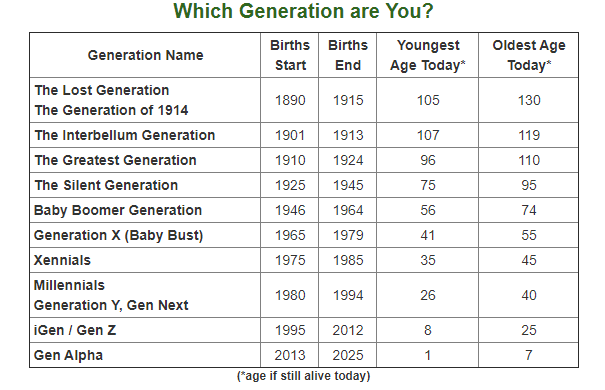 Which Generation are You?
Generation Name Births Start Births End Youngest Age Today* Oldest Age Today*
The Lost Generation
The Generation of 1914 1890 1915 105 130
The Interbellum Generation 1901 1913 107 119
The Greatest Generation 1910 1924 96 110
The Silent Generation 1925 1945 75 95
Baby Boomer Generation 1946 1964 56 74
Generation X (Baby Bust) 1965 1979 41 55
Xennials 1975 1985 35 45
Millennials
Generation Y, Gen Next 1980 1994 26 40
iGen / Gen Z 1995 2012 8 25
Gen Alpha 2013 2025 1 7
(*age if still alive today)